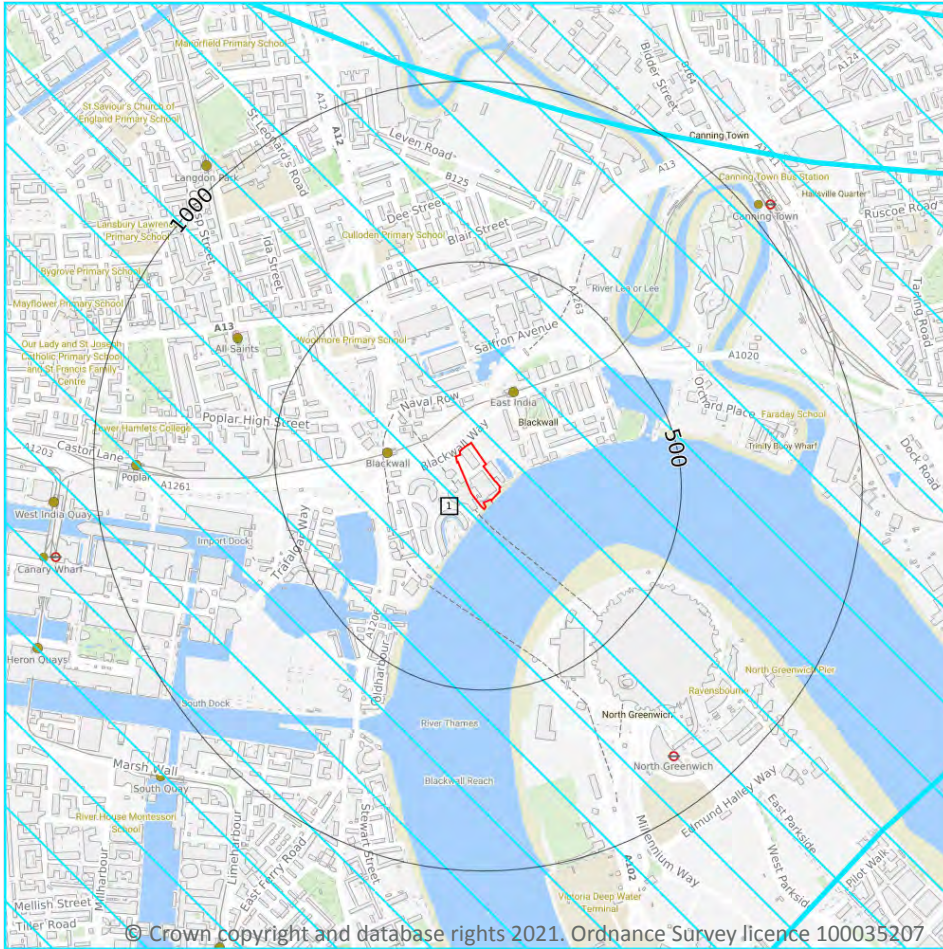 Manorfield Primary School
Bidder Street
B164
A124
St Saviour's Church of
England Primary School
St Leonard's Road
A12
A12
Canning Town
Leven Road
A13
Langdon Park
B125
Canning Town Bus Station
Hallsville Quarter
1000
Dee Street
Canning Town
Ruscoe Road
Lansbury Lawrence
Primary School
Culloden Primary School
Blair Street
Ida Street
Bygrove Primary School
River Lee or Lee
A1263
Mayflower Primary School
Tarling Road
A13
Saffron Avenue
Woolmore Primary School
All Saints
Our Lady and St Joseph
Catholic Primary School
and St Francis Family
Centre
A1020
Orchard Place
Naval Row
East India
Poplar High Street
Faraday School
Tower Hamlets College
Blackwall
Blackwall Way
500
Trinity Buoy Wharf
Dock Road
A1203
Castor Lane
Blackwall
Poplar
A1261
West India Quay
1
Import Dock
Trafalgar Way
Canary Wharf
A1206
Heron Quays
Coldharbour
North Greenwich Pier
Ravensbourne
South Dock
North Greenwich
River Thames
Marsh Wall
North Greenwich
South Quay
Blackwall Reach
River House Montessori
School
Edmund Halley Way
East Parkside
Limeharbour
Stewart Street
Millennium Way
West Parkside
Pilot Walk
Millharbour
East Ferry Road
A102
Mellish Street
Victoria Deep Water
Terminal
Tiller Road
© Crown copyright and database rights 2021. Ordnance Survey licence 100035207